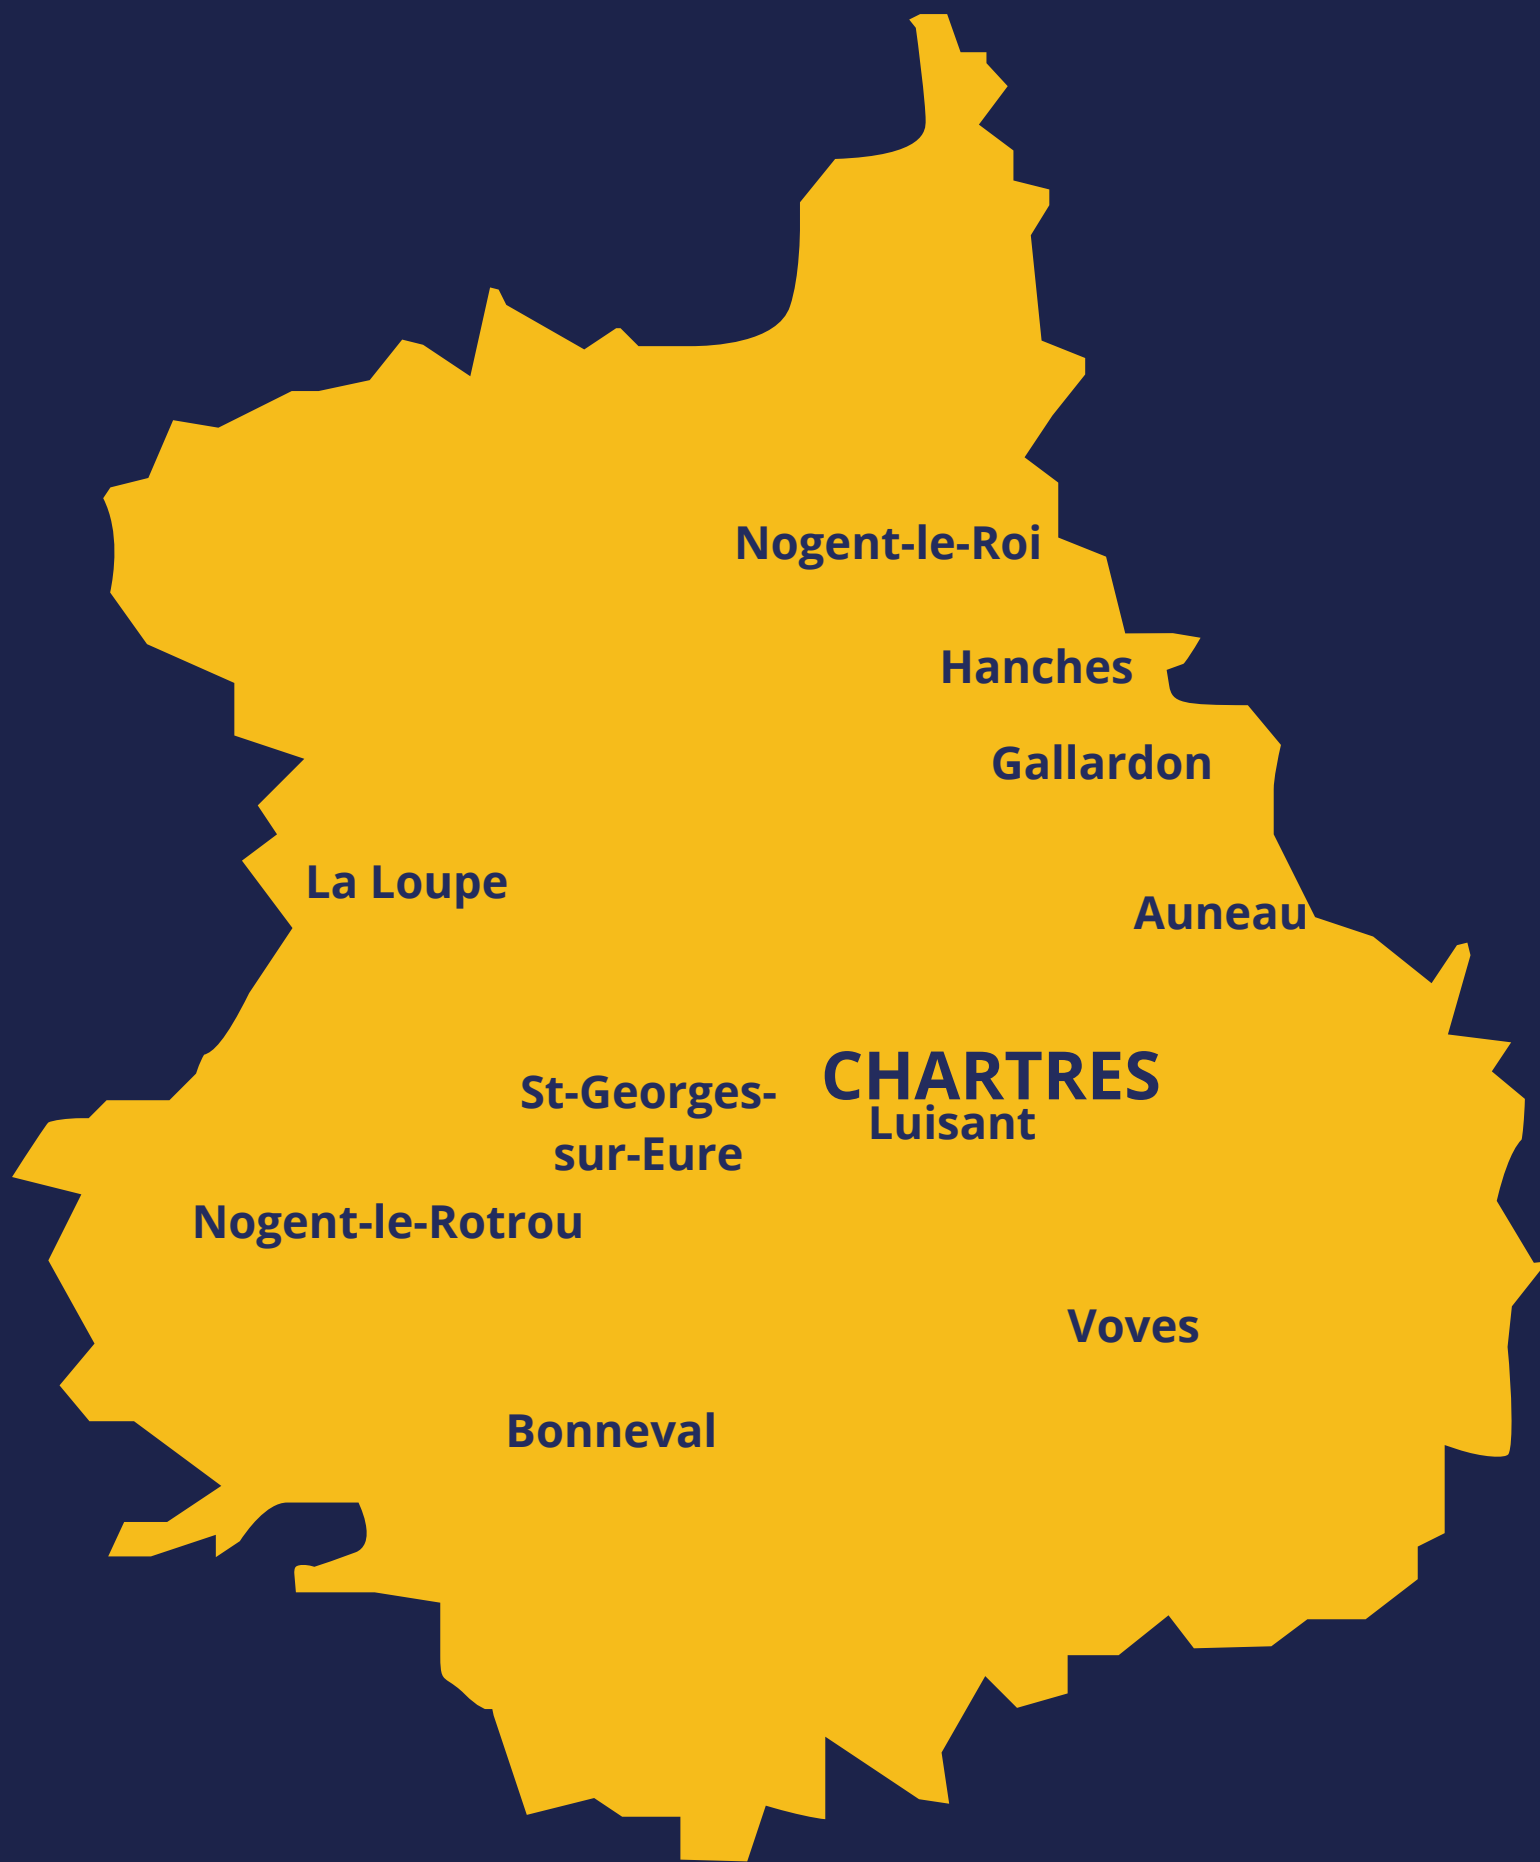 Nogent-le-Roi
Hanches
Gallardon
La Loupe
Auneau
CHARTRES
Luisant
St-Georges-
sur-Eure
Nogent-le-Rotrou
Voves
Bonneval